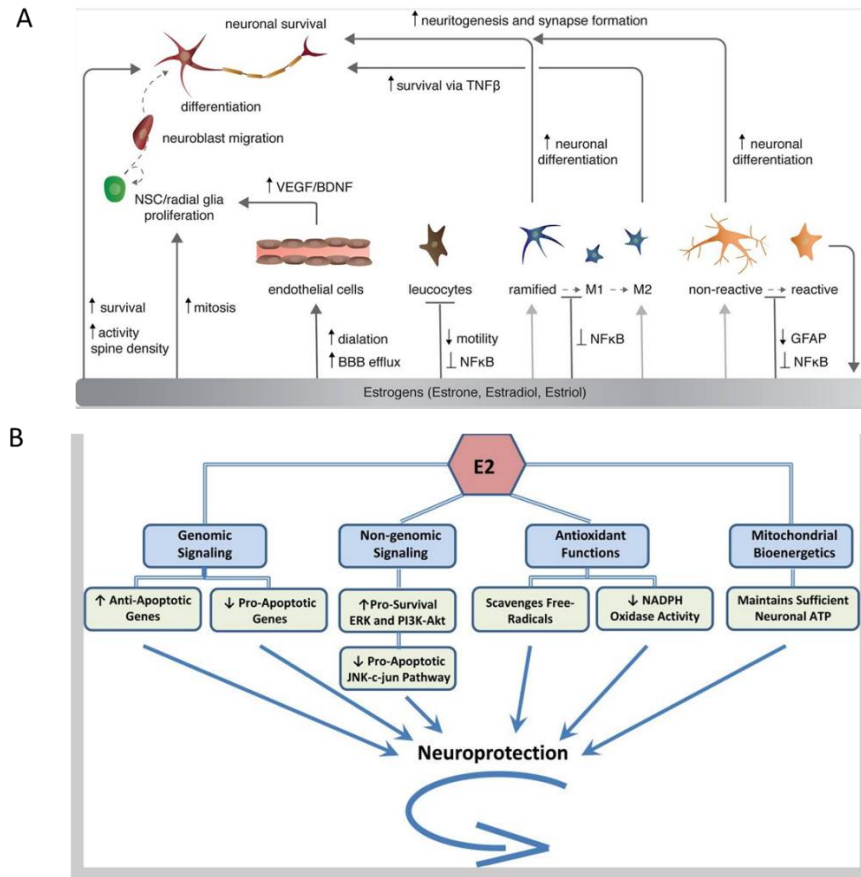 A
neuronal survival
↑ neuritogenesis and synapse formation
↑ survival via TNFβ
differentiation
neuroblast migration
↑ neuronal
differentiation
↑ neuronal
differentiation
↑ VEGF/BDNF
NSC/radial glia
proliferation
endothelial cells
leucocytes
ramified → M1 → M2
non-reactive → reactive
↑ survival
↑ activity
spine density
↑ mitosis
↑ dialation
↑ BBB efflux
↓ motility
⊥ NFκB
⊥ NFκB
↓ GFAP
⊥ NFκB
Estrogens (Estrone, Estradiol, Estriol)
B
E2
Genomic
Signaling
Non-genomic
Signaling
Antioxidant
Functions
Mitochondrial
Bioenergetics
↑ Anti-Apoptotic
Genes
↓ Pro-Apoptotic
Genes
↑Pro-Survival
ERK and PI3K-Akt
Scavenges Free-
Radicals
↓ NADPH
Oxidase Activity
Maintains Sufficient
Neuronal ATP
↓ Pro-Apoptotic
JNK-c-jun Pathway
Neuroprotection